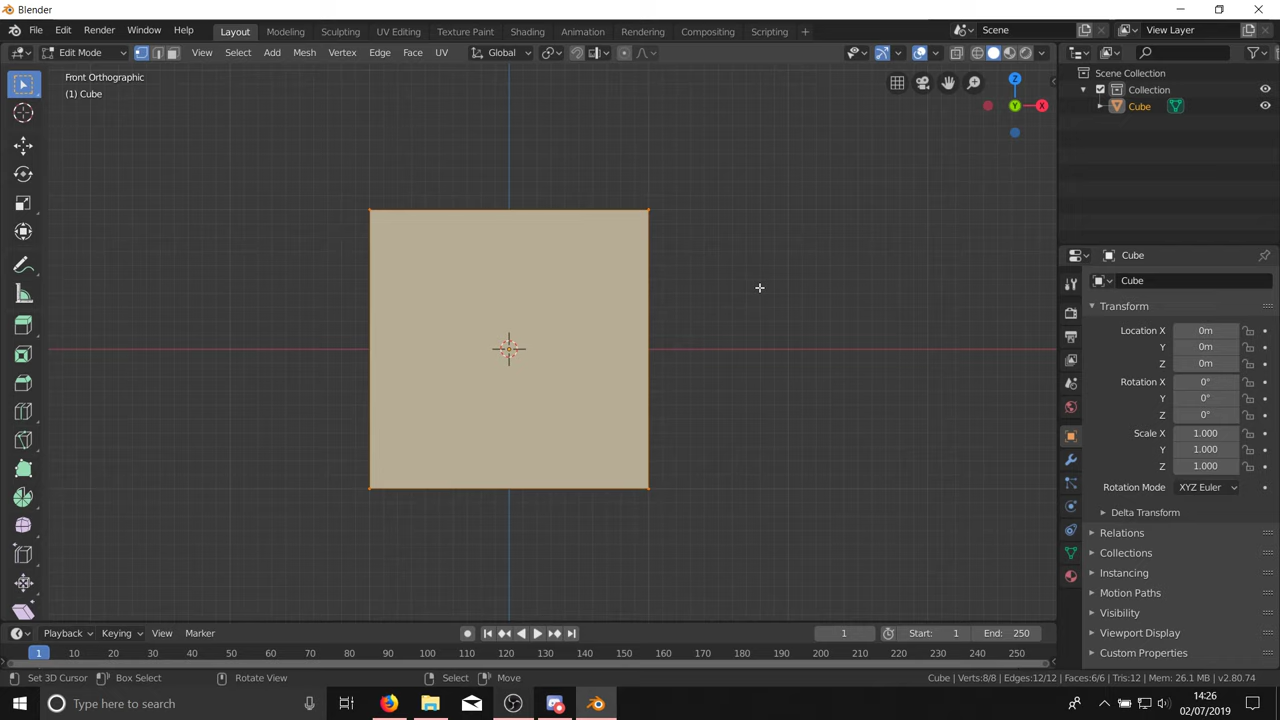 Blender
File Edit Render Window Help
Layout Modeling Sculpting UV Editing Texture Paint Shading Animation Rendering Compositing Scripting +
Scene
View Layer
Edit Mode
View Select Add Mesh Vertex Edge Face UV
Global
Front Orthographic
(1) Cube
Z
Y
X
Scene Collection
Collection
Cube
Cube
Cube
Transform
Location X 0m
Y 0m
Z 0m
Rotation X 0°
Y 0°
Z 0°
Scale X 1.000
Y 1.000
Z 1.000
Rotation Mode XYZ Euler
Delta Transform
Relations
Collections
Instancing
Motion Paths
Visibility
Viewport Display
Custom Properties
Playback Keying View Marker
1
Start: 1
End: 250
1 10 20 30 40 50 60 70 80 90 100 110 120 130 140 150 160 170 180 190 200 210 220 230 240 250
Set 3D Cursor Box Select Rotate View Select Move
Cube | Verts:8/8 | Edges:12/12 | Faces:6/6 | Tris:12 | Mem: 26.1 MB | v2.80.74
Type here to search
14:26
02/07/2019